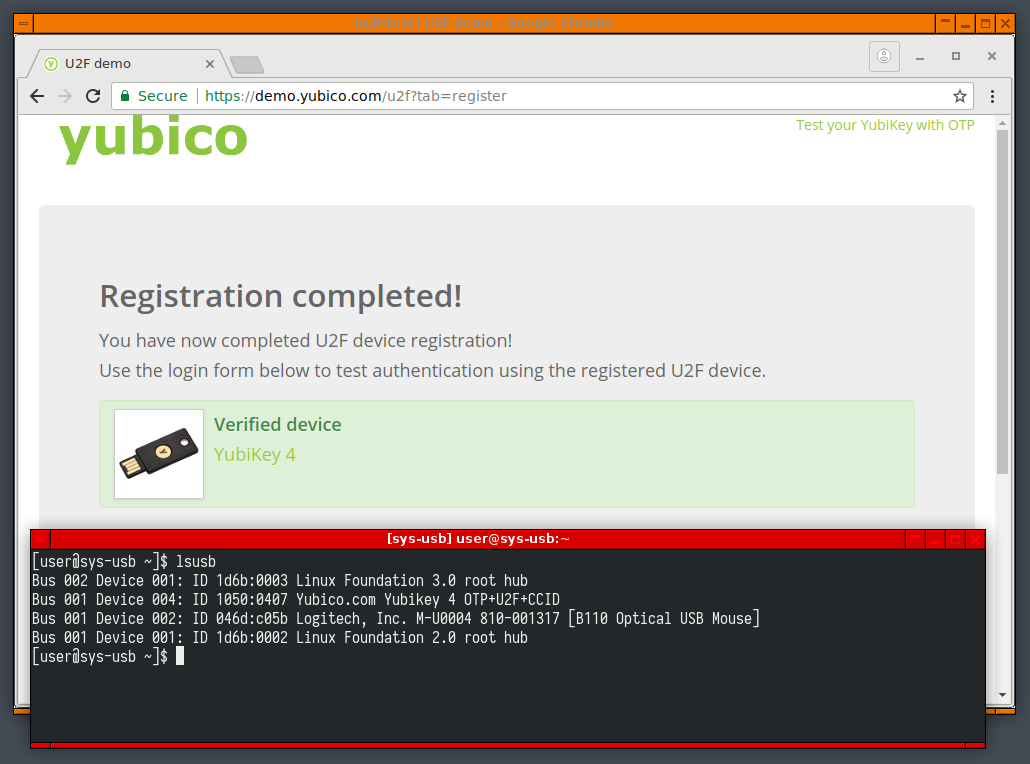 [u2f-test] U2F demo - Google Chrome
U2F demo
Secure
https://demo.yubico.com/u2f?tab=register
yubico
Test your YubiKey with OTP
Registration completed!
You have now completed U2F device registration!
Use the login form below to test authentication using the registered U2F device.
Verified device
YubiKey 4
[sys-usb] user@sys-usb:~
[user@sys-usb ~]$ lsusb
Bus 002 Device 001: ID 1d6b:0003 Linux Foundation 3.0 root hub
Bus 001 Device 004: ID 1050:0407 Yubico.com Yubikey 4 OTP+U2F+CCID
Bus 001 Device 002: ID 046d:c05b Logitech, Inc. M-U0004 810-001317 [B110 Optical USB Mouse]
Bus 001 Device 001: ID 1d6b:0002 Linux Foundation 2.0 root hub
[user@sys-usb ~]$